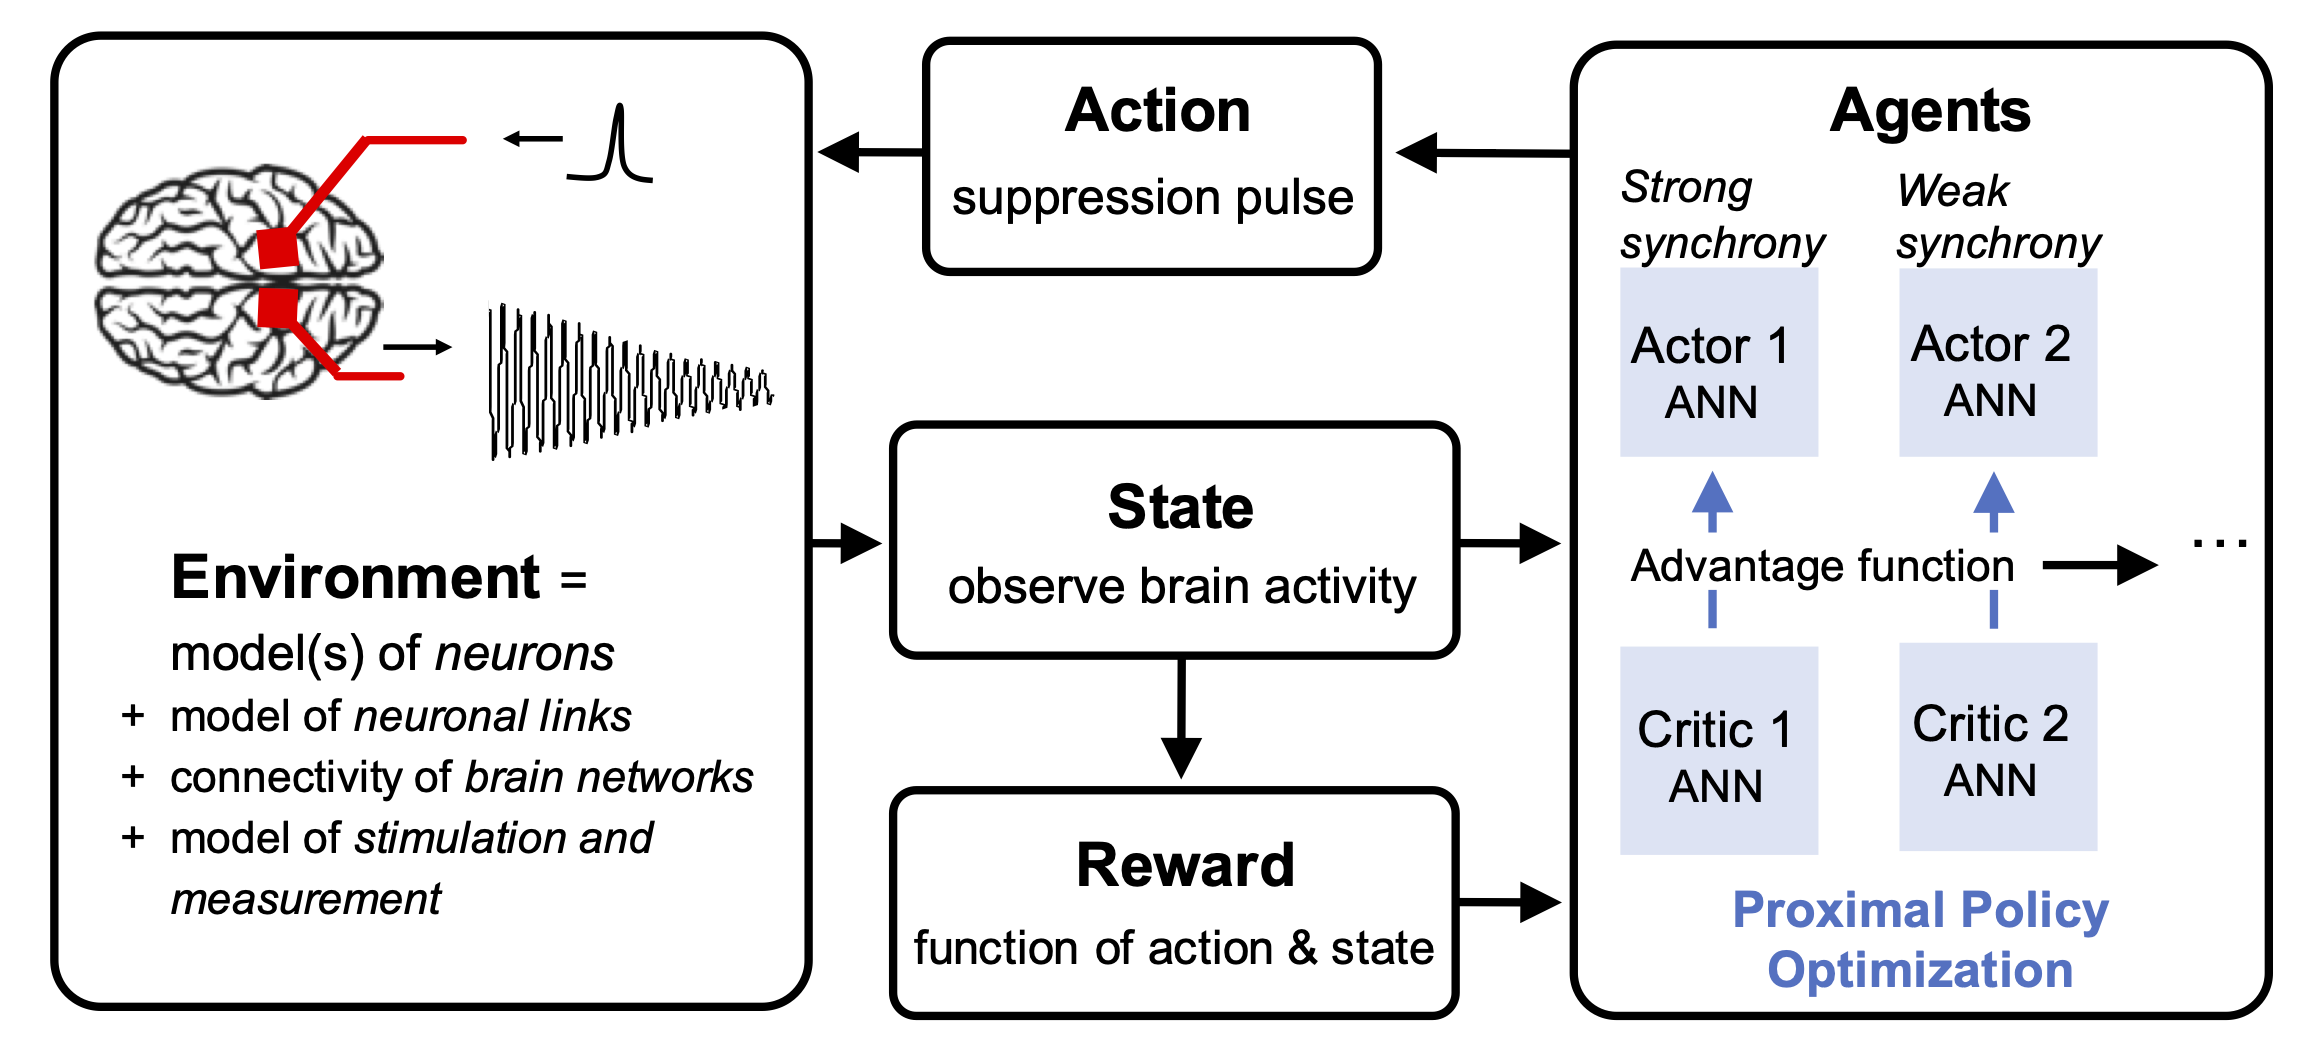 Environment =
model(s) of neurons
+ model of neuronal links
+ connectivity of brain networks
+ model of stimulation and
measurement
Action
suppression pulse
State
observe brain activity
Reward
function of action & state
Agents
Strong
synchrony
Weak
synchrony
Actor 1
ANN
Actor 2
ANN
Advantage function
...
Critic 1
ANN
Critic 2
ANN
Proximal Policy
Optimization